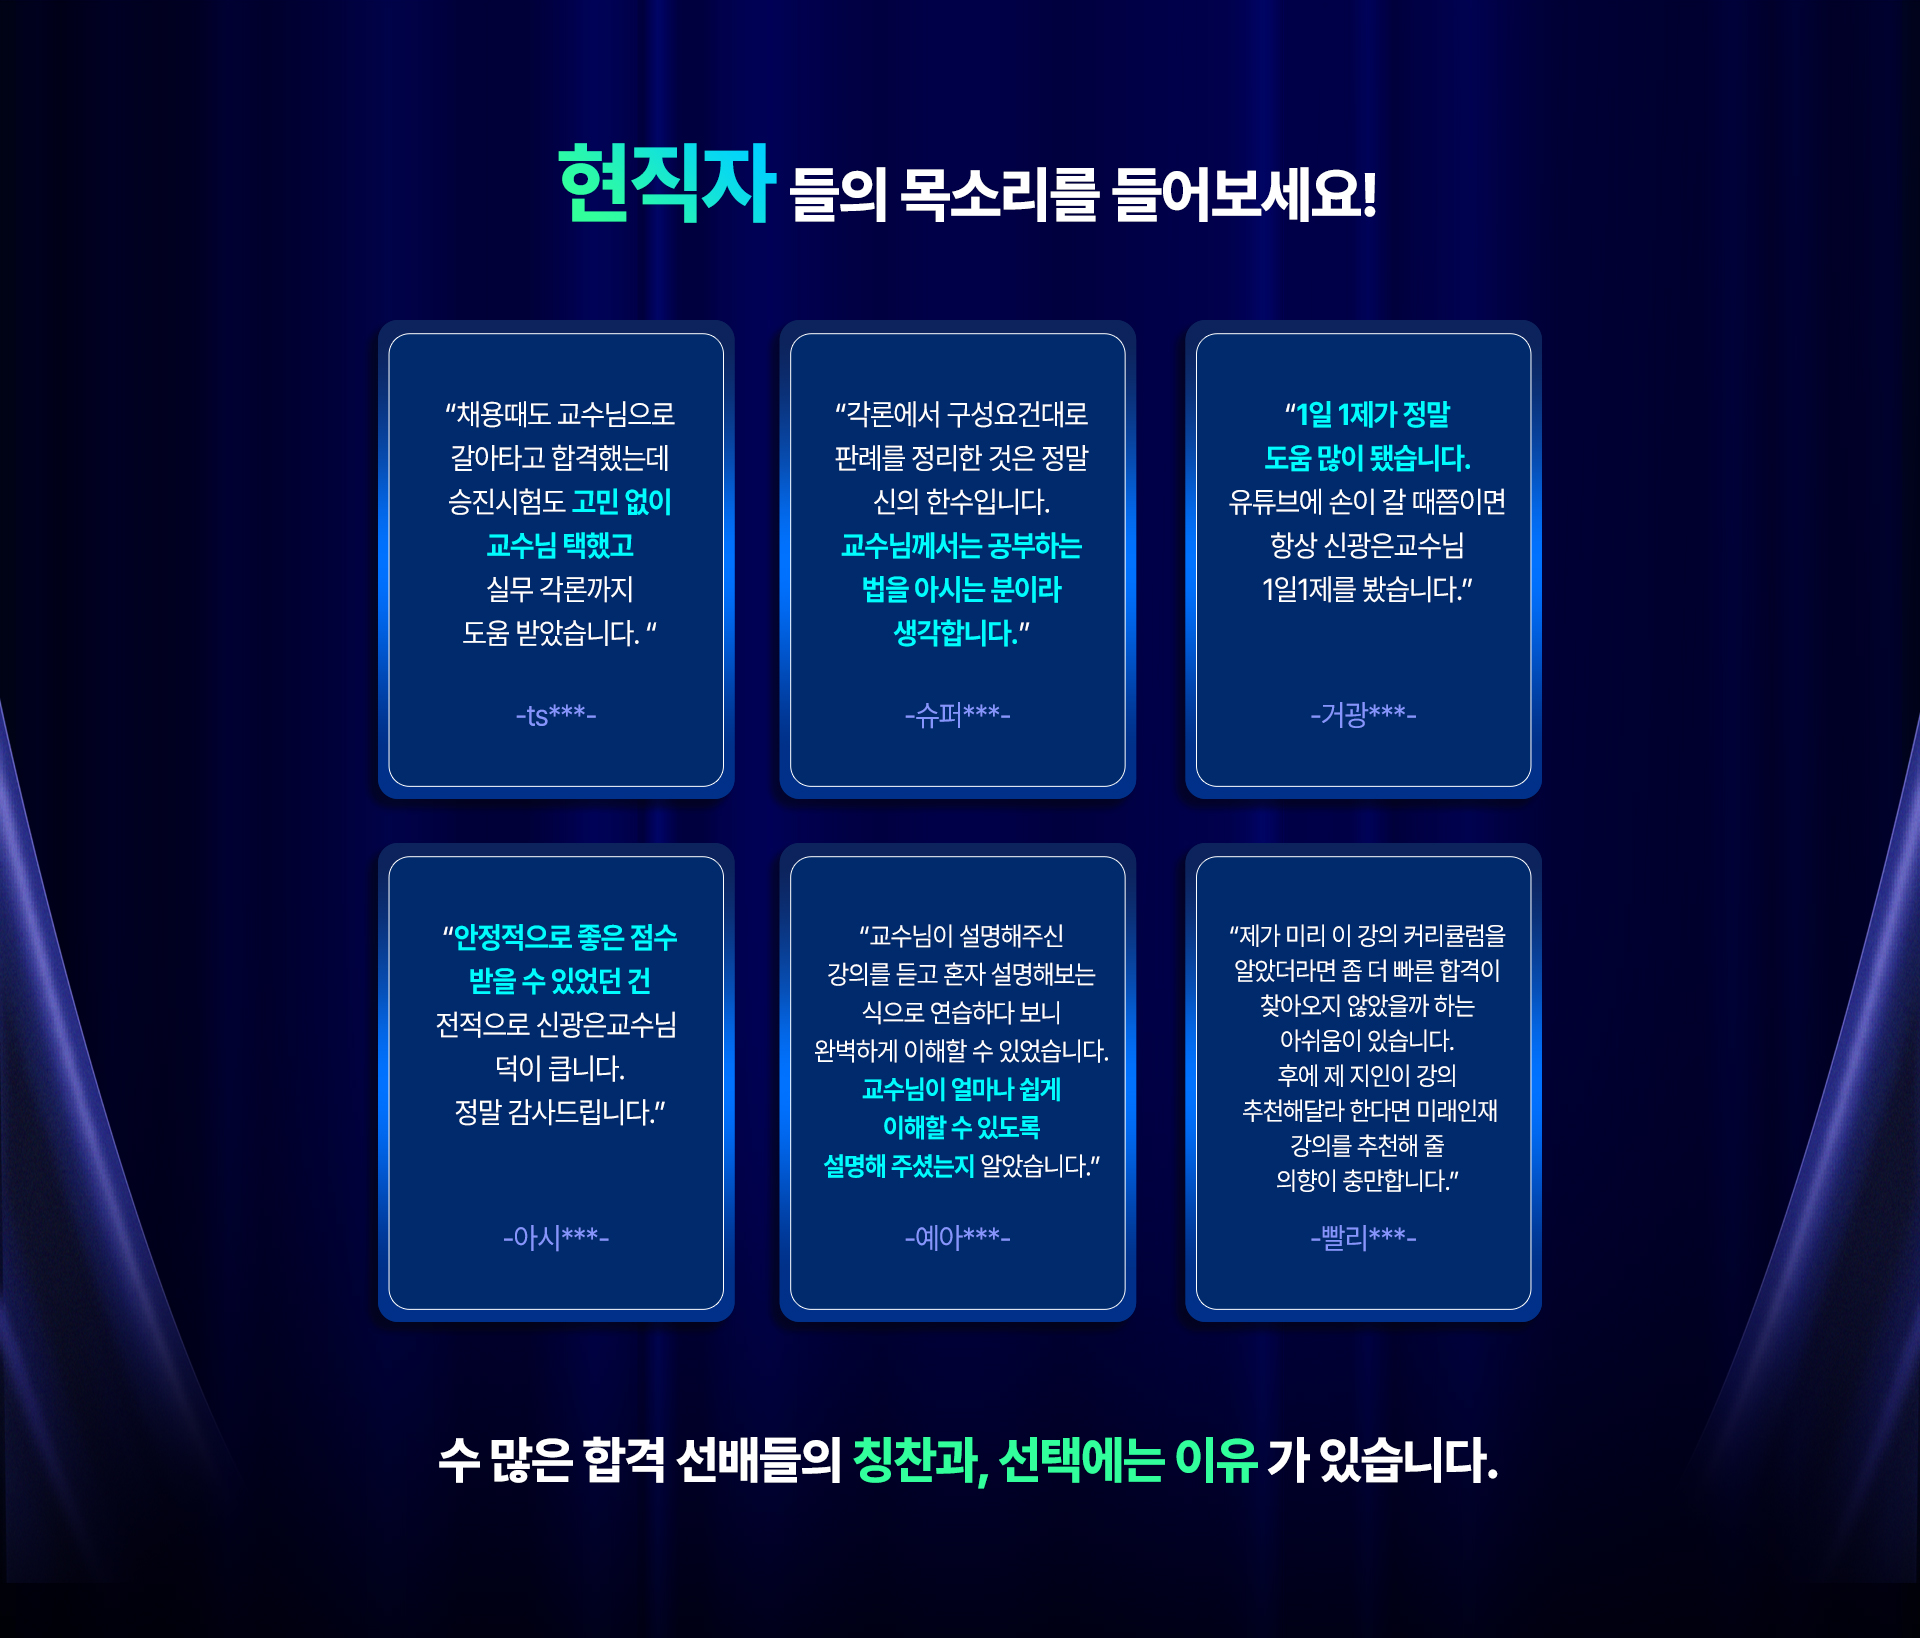 현직자 들의 목소리를 들어보세요!
“채용때도 교수님으로
갈아타고 합격했는데
승진시험도 고민 없이
교수님 택했고
실무 각론까지
도움 받았습니다. “
-ts***-
“각론에서 구성요건대로
판례를 정리한 것은 정말
신의 한수입니다.
교수님께서는 공부하는
법을 아시는 분이라
생각합니다.”
-슈퍼***-
“1일 1제가 정말
도움 많이 됐습니다.
유튜브에 손이 갈 때쯤이면
항상 신광은교수님
1일1제를 봤습니다.”
-거광***-
“안정적으로 좋은 점수
받을 수 있었던 건
전적으로 신광은교수님
덕이 큽니다.
정말 감사드립니다.”
-아시***-
“교수님이 설명해주신
강의를 듣고 혼자 설명해보는
식으로 연습하다 보니
완벽하게 이해할 수 있었습니다.
교수님이 얼마나 쉽게
이해할 수 있도록
설명해 주셨는지 알았습니다.”
-예아***-
“제가 미리 이 강의 커리큘럼을
알았더라면 좀 더 빠른 합격이
찾아오지 않았을까 하는
아쉬움이 있습니다.
후에 제 지인이 강의
추천해달라 한다면 미래인재
강의를 추천해 줄
의향이 충만합니다.”
-빨리***-
수 많은 합격 선배들의 칭찬과, 선택에는 이유 가 있습니다.